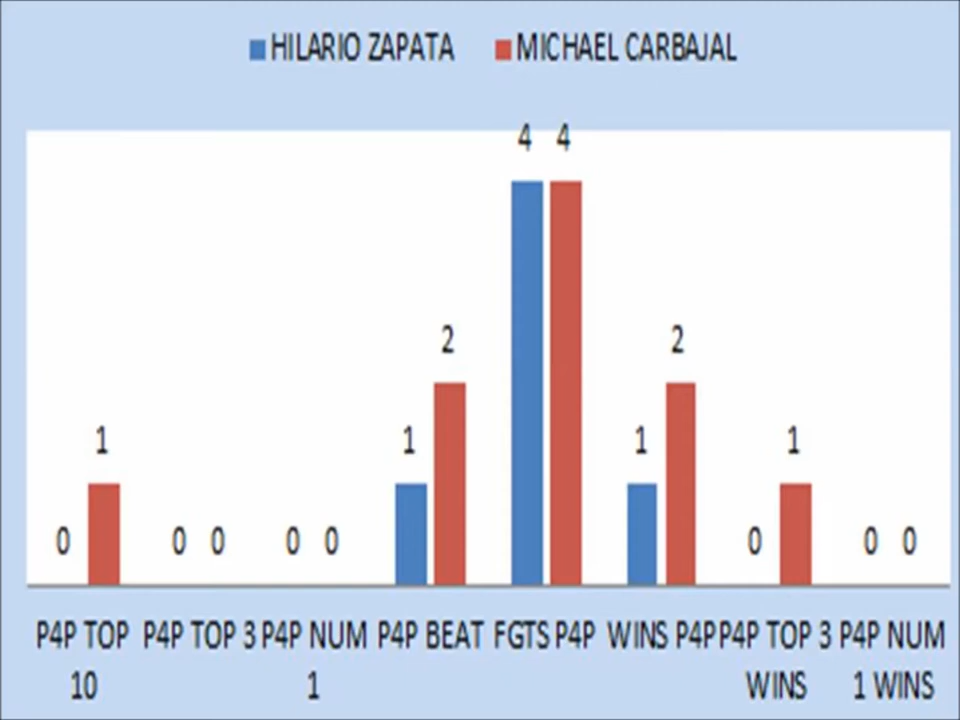 HILARIO ZAPATA MICHAEL CARBAJAL
4 4
2 2
1 1 1 1
0 0 0 0 0 0 0 0
P4P TOP P4P TOP 3 P4P NUM P4P BEAT FGTS P4P WINS P4P P4P TOP 3 P4P NUM
10 1 WINS 1 WINS